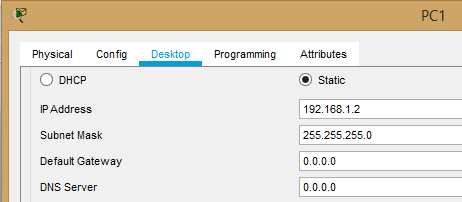 PC1
Physical Config Desktop Programming Attributes
DHCP Static
IP Address 192.168.1.2
Subnet Mask 255.255.255.0
Default Gateway 0.0.0.0
DNS Server 0.0.0.0